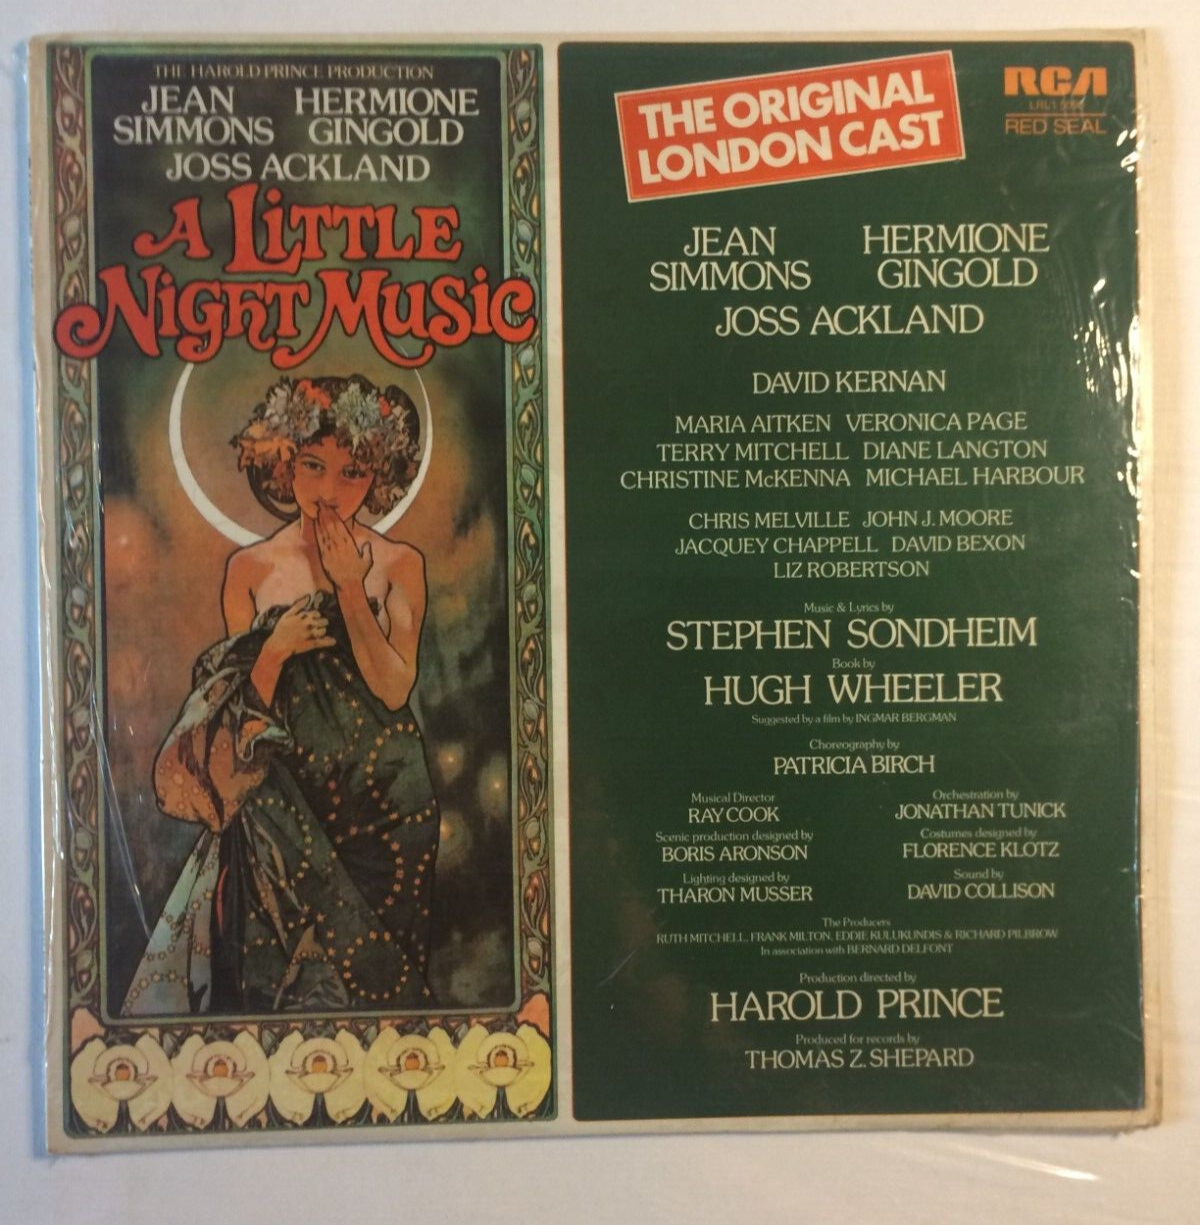 THE HAROLD PRINCE PRODUCTION
JEAN SIMMONS
HERMIONE GINGOLD
JOSS ACKLAND
A LITTLE
NIGHT MUSIC
THE ORIGINAL
LONDON CAST
RCA
LRL1
RED SEAL
JEAN SIMMONS
HERMIONE GINGOLD
JOSS ACKLAND
DAVID KERNAN
MARIA AITKEN VERONICA PAGE
TERRY MITCHELL DIANE LANGTON
CHRISTINE McKENNA MICHAEL HARBOUR
CHRIS MELVILLE JOHN J. MOORE
JACQUEY CHAPPELL DAVID BEXON
LIZ ROBERTSON
Music & Lyrics by
STEPHEN SONDHEIM
Book by
HUGH WHEELER
Suggested by a film by INGMAR BERGMAN
Choreography by
PATRICIA BIRCH
Musical Director
RAY COOK
Orchestration by
JONATHAN TUNICK
Scenic production designed by
BORIS ARONSON
Costumes designed by
FLORENCE KLOTZ
Lighting designed by
THARON MUSSER
Sound by
DAVID COLLISON
The Producers
RUTH MITCHELL, FRANK MILTON, EDDIE KULUKUNDIS & RICHARD PILBROW
In association with BERNARD DELFONT
Production directed by
HAROLD PRINCE
Produced for records by
THOMAS Z. SHEPARD